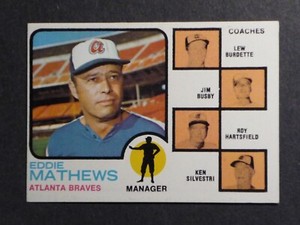 COACHES
LEW
BURDETTE
JIM
BUSBY
ROY
HARTSFIELD
KEN
SILVESTRI
EDDIE
MATHEWS
ATLANTA BRAVES
MANAGER